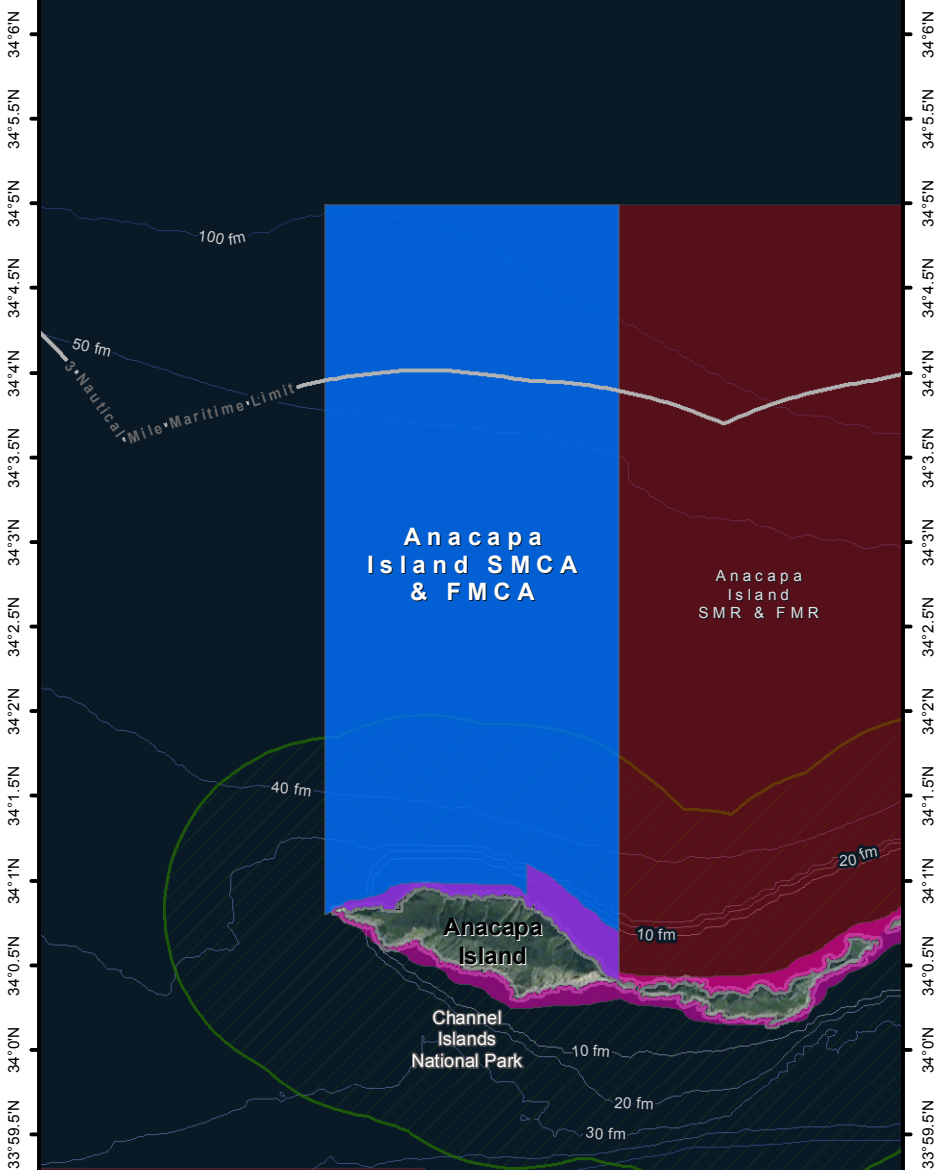 34°6'N
34°6'N
34°5.5'N
34°5.5'N
34°5'N
34°5'N
100 fm
34°4.5'N
34°4.5'N
50 fm
34°4'N
34°4'N
3-Nautical Mile Maritime Limit
34°3.5'N
34°3.5'N
Anacapa
Island SMCA
& FMCA
34°3'N
34°3'N
Anacapa
Island
SMR & FMR
34°2.5'N
34°2.5'N
34°2'N
34°2'N
40 fm
34°1.5'N
34°1.5'N
20 fm
34°1'N
34°1'N
Anacapa
Island
10 fm
34°0.5'N
34°0.5'N
Channel
Islands
National Park
34°0'N
34°0'N
10 fm
20 fm
30 fm
33°59.5'N
33°59.5'N